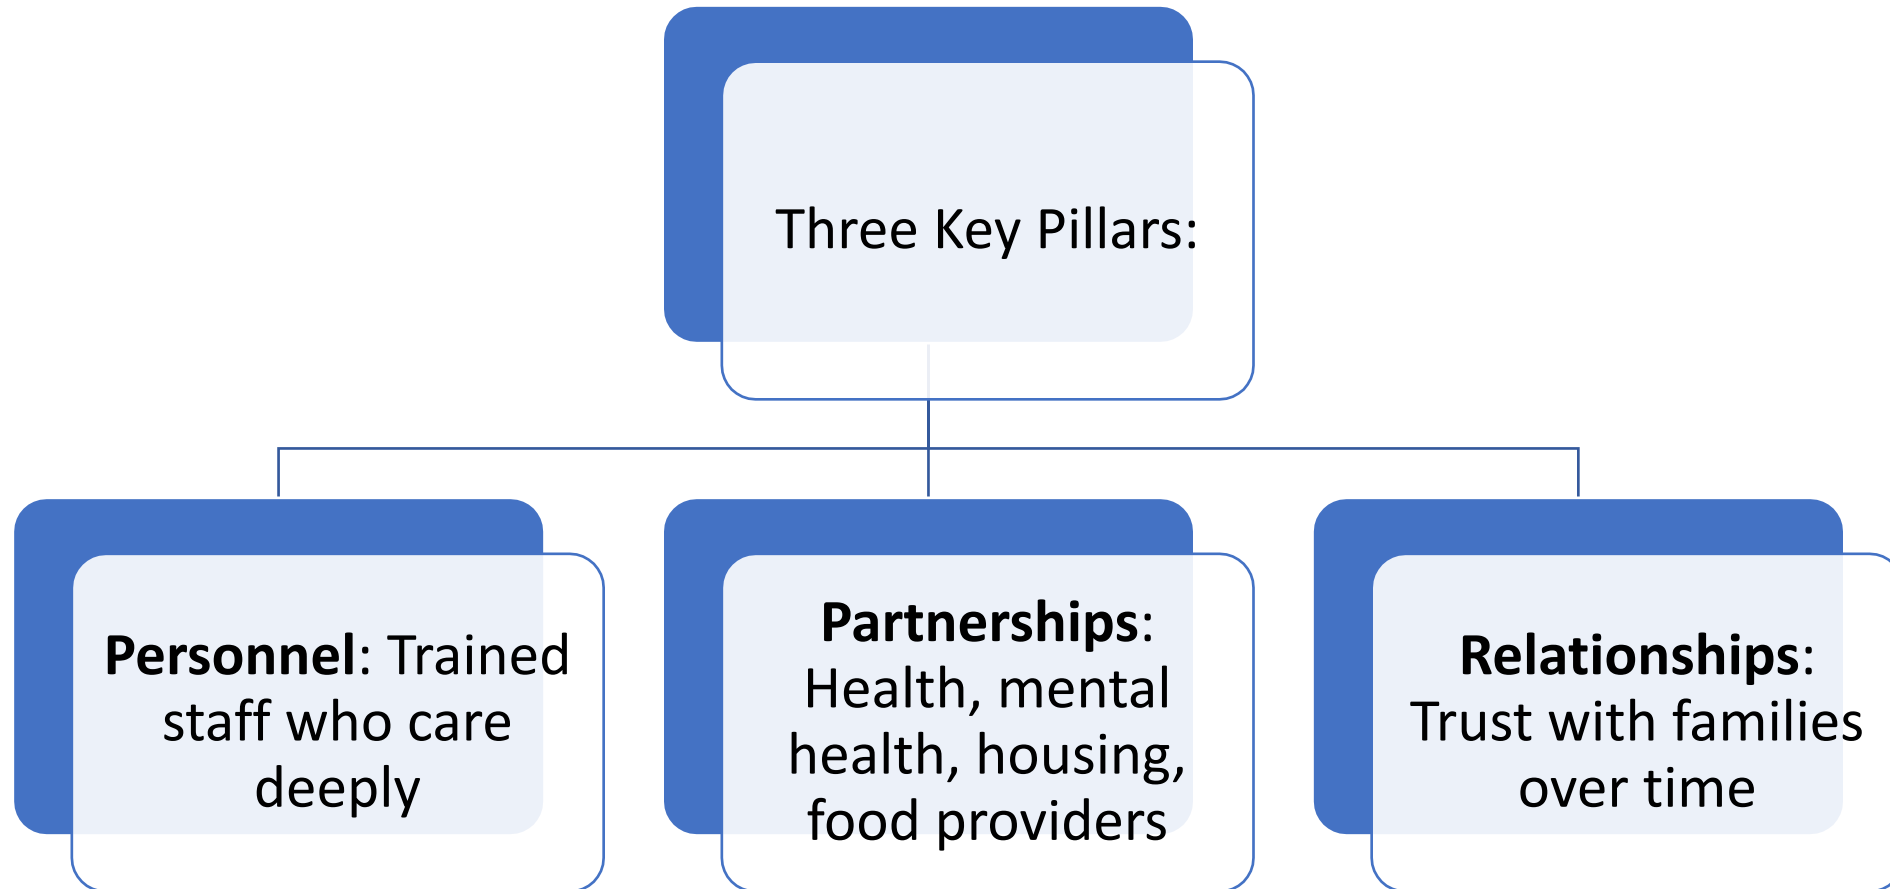 Three Key Pillars:
Personnel: Trained
staff who care
deeply
Partnerships:
Health, mental
health, housing,
food providers
Relationships:
Trust with families
over time